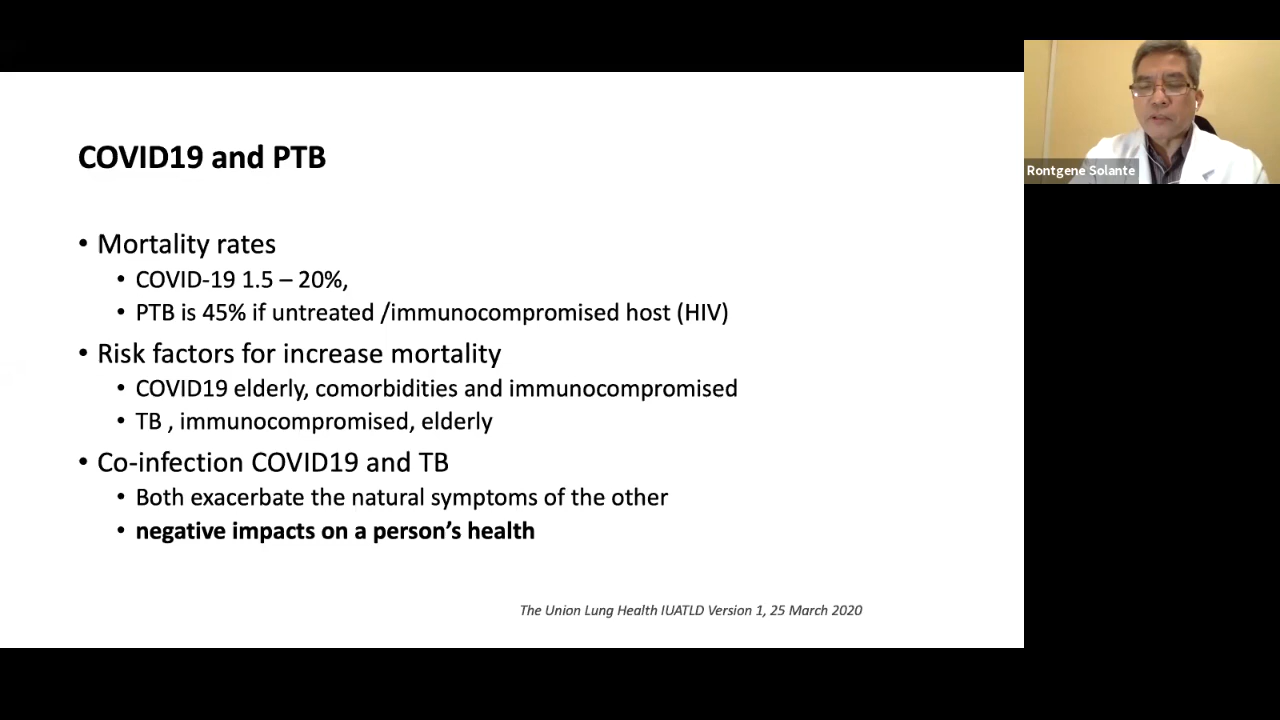 COVID19 and PTB
• Mortality rates
• COVID-19 1.5 – 20%,
• PTB is 45% if untreated /immunocompromised host (HIV)
• Risk factors for increase mortality
• COVID19 elderly, comorbidities and immunocompromised
• TB , immunocompromised, elderly
• Co-infection COVID19 and TB
• Both exacerbate the natural symptoms of the other
• negative impacts on a person’s health
The Union Lung Health IUATLD Version 1, 25 March 2020
Rontgene Solante